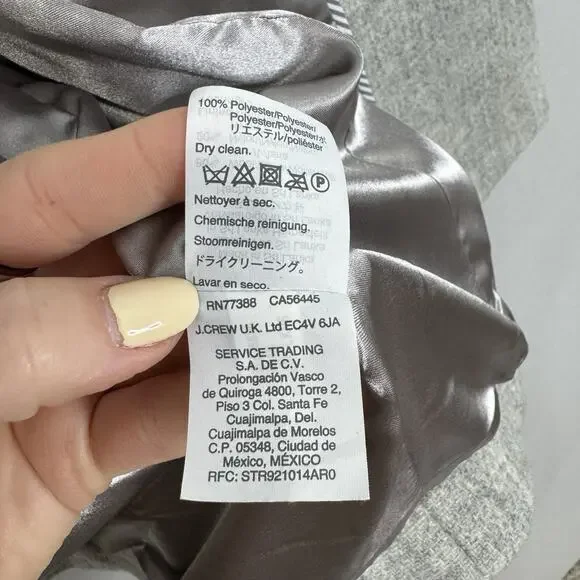 100% Polyester/Polyester/
Polyester/Polyester/ポ
リエステル/poliéster
Dry clean.
P
Nettoyer à sec.
Chemische reinigung.
Stoomreinigen.
ドライクリーニング。
Lavar en seco.
RN77388 CA56445
J.CREW U.K. Ltd EC4V 6JA
SERVICE TRADING
S.A. DE C.V.
Prolongación Vasco
de Quiroga 4800, Torre 2,
Piso 3 Col. Santa Fe
Cuajimalpa, Del.
Cuajimalpa de Morelos
C.P. 05348, Ciudad de
México, MÉXICO
RFC: STR921014AR0